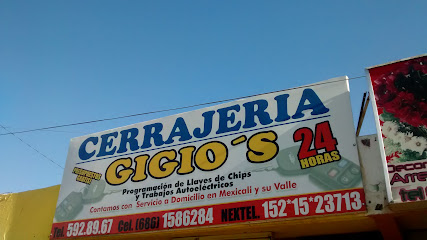 CERRAJERIA
GIGIO´S
24
HORAS
Programación de Llaves de Chips
y Trabajos Autoeléctricos
Contamos con Servicio a Domicilio en Mexicali y su Valle
Tel. 592.89.67 Cel. (686) 1586284 NEXTEL. 152*15*23713